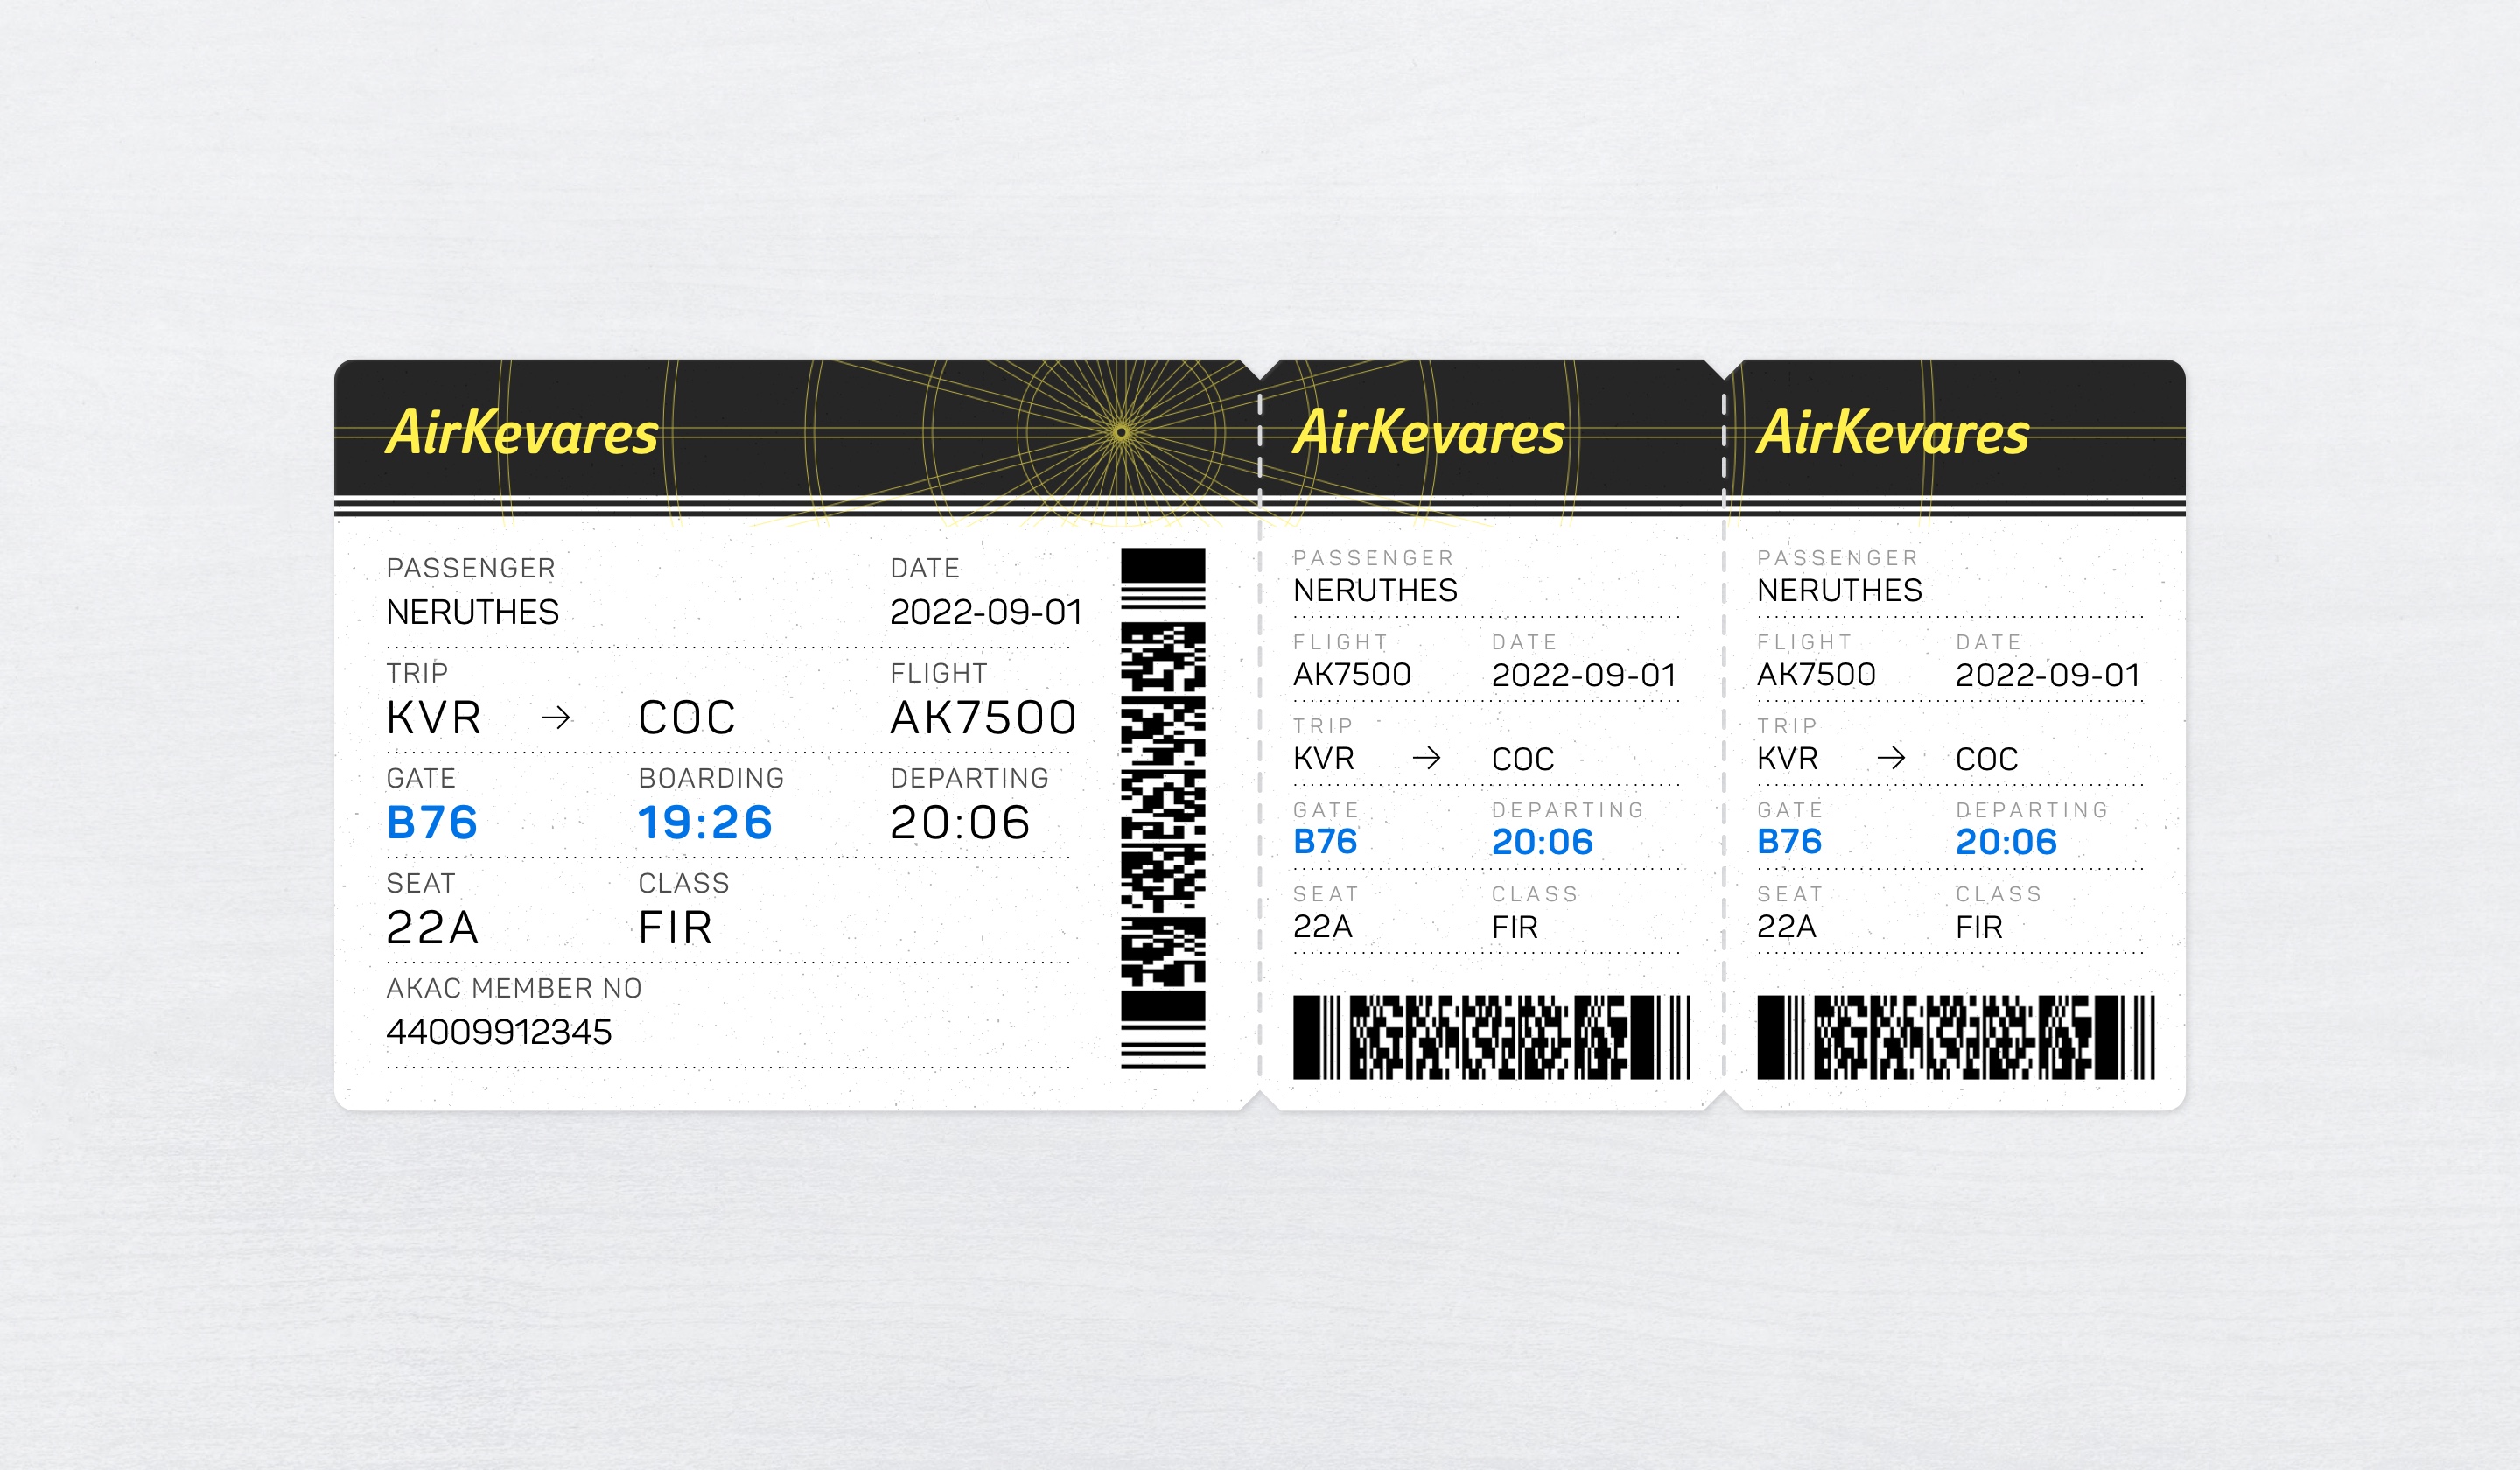 AirKevares
PASSENGER DATE
NERUTHES 2022-09-01
TRIP FLIGHT
KVR → COC AK7500
GATE BOARDING DEPARTING
B76 19:26 20:06
SEAT CLASS
22A FIR
AKAC MEMBER NO
44009912345
AirKevares
PASSENGER
NERUTHES
FLIGHT DATE
AK7500 2022-09-01
TRIP
KVR → COC
GATE DEPARTING
B76 20:06
SEAT CLASS
22A FIR
AirKevares
PASSENGER
NERUTHES
FLIGHT DATE
AK7500 2022-09-01
TRIP
KVR → COC
GATE DEPARTING
B76 20:06
SEAT CLASS
22A FIR